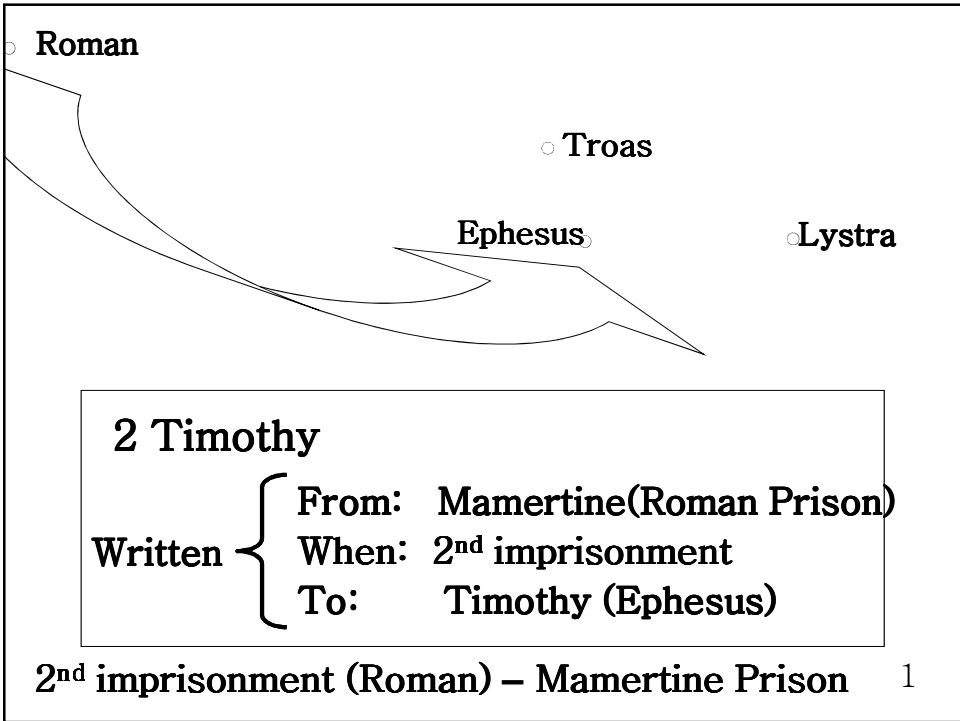 Roman
Troas
Ephesus
Lystra
2 Timothy
From: Mamertine(Roman Prison)
Written
When: 2nd imprisonment
To: Timothy (Ephesus)
2nd imprisonment (Roman) – Mamertine Prison
1